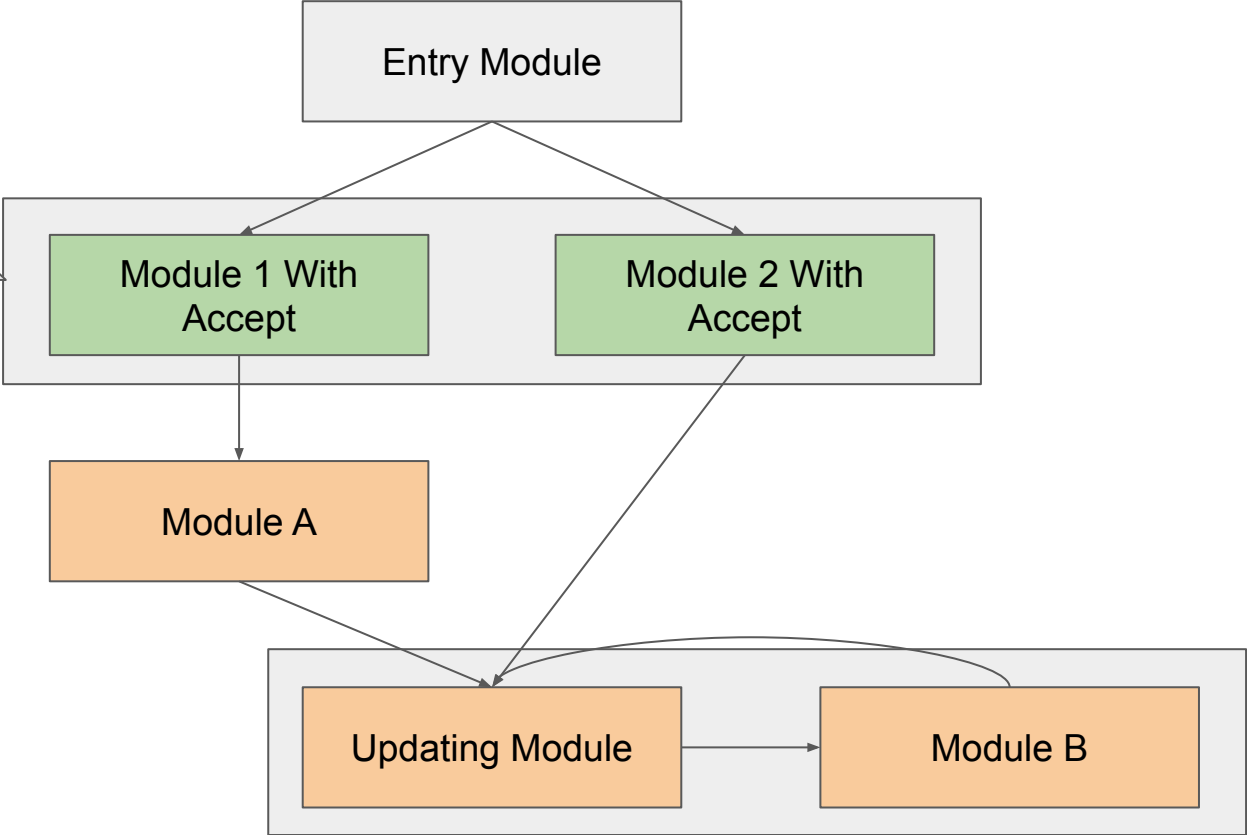 Entry Module
Module 1 With
Accept
Module 2 With
Accept
Module A
Updating Module
Module B